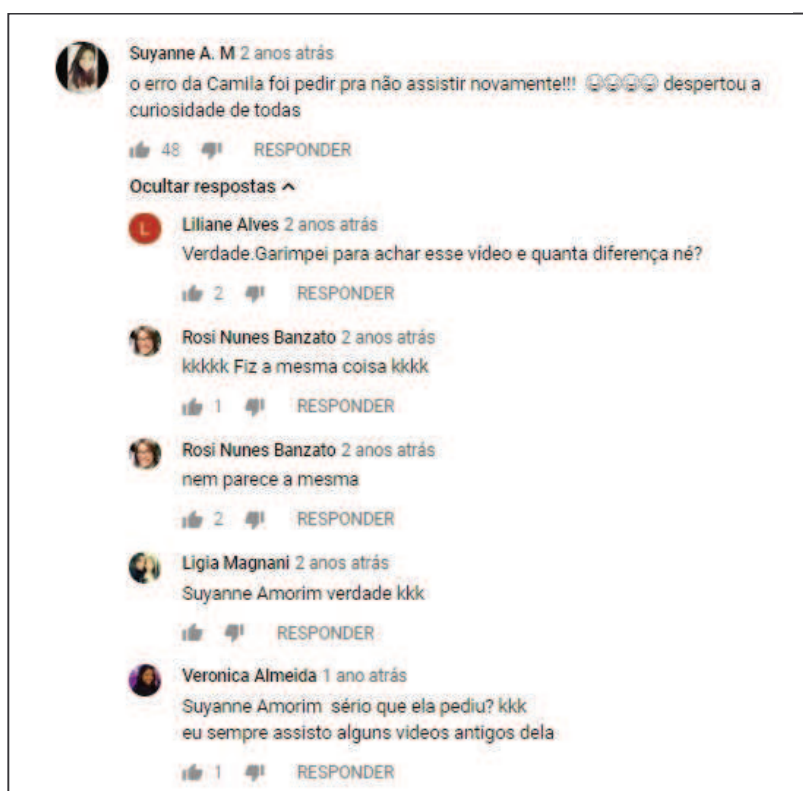 Suyanne A. M 2 anos atrás
o erro da Camila foi pedir pra não assistir novamente!!! 😉😉😉😉 despertou a
curiosidade de todas
48 RESPONDER
Ocultar respostas
L
Liliane Alves 2 anos atrás
Verdade.Garimpei para achar esse vídeo e quanta diferença né?
2 RESPONDER
Rosi Nunes Banzato 2 anos atrás
kkkkk Fiz a mesma coisa kkkk
1 RESPONDER
Rosi Nunes Banzato 2 anos atrás
nem parece a mesma
2 RESPONDER
Ligia Magnani 2 anos atrás
Suyanne Amorim verdade kkk
RESPONDER
Veronica Almeida 1 ano atrás
Suyanne Amorim sério que ela pediu? kkk
eu sempre assisto alguns videos antigos dela
1 RESPONDER